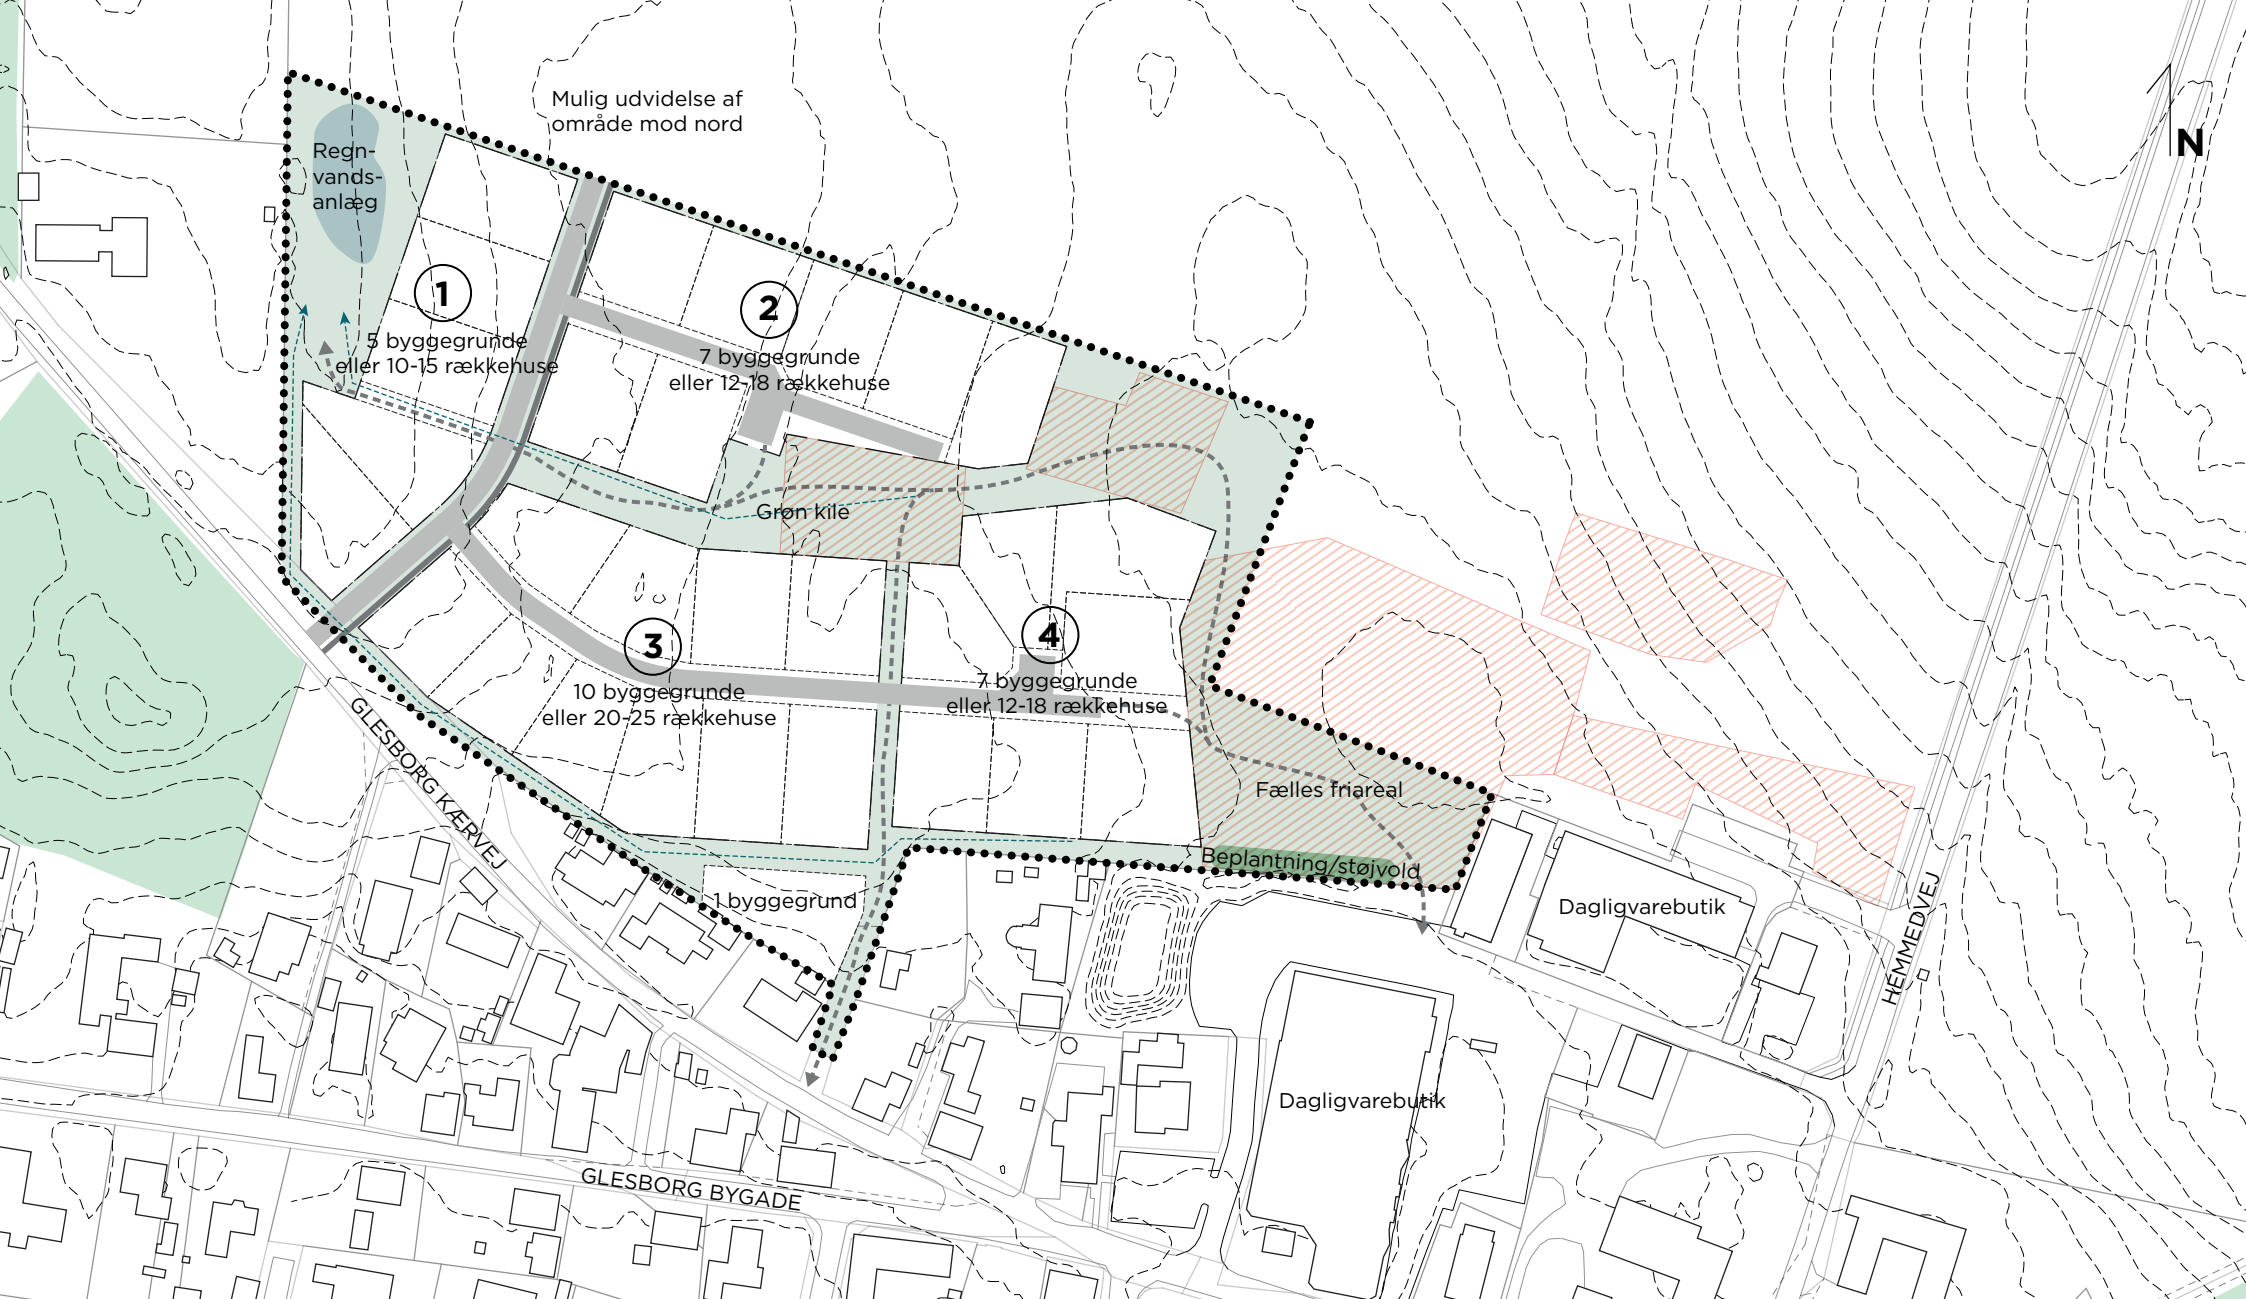 Mulig udvidelse af
område mod nord
N
Regn-
vands-
anlæg
1
5 byggegrunde
eller 10-15 rækkehuse
2
7 byggegrunde
eller 12-18 rækkehuse
Grøn kile
3
10 byggegrunde
eller 20-25 rækkehuse
4
7 byggegrunde
eller 12-18 rækkehuse
Fælles friareal
Beplantning/støjvold
1 byggegrund
GLESBORG KÆRVEJ
Dagligvarebutik
HEMMEDVEJ
Dagligvarebutik
GLESBORG BYGADE